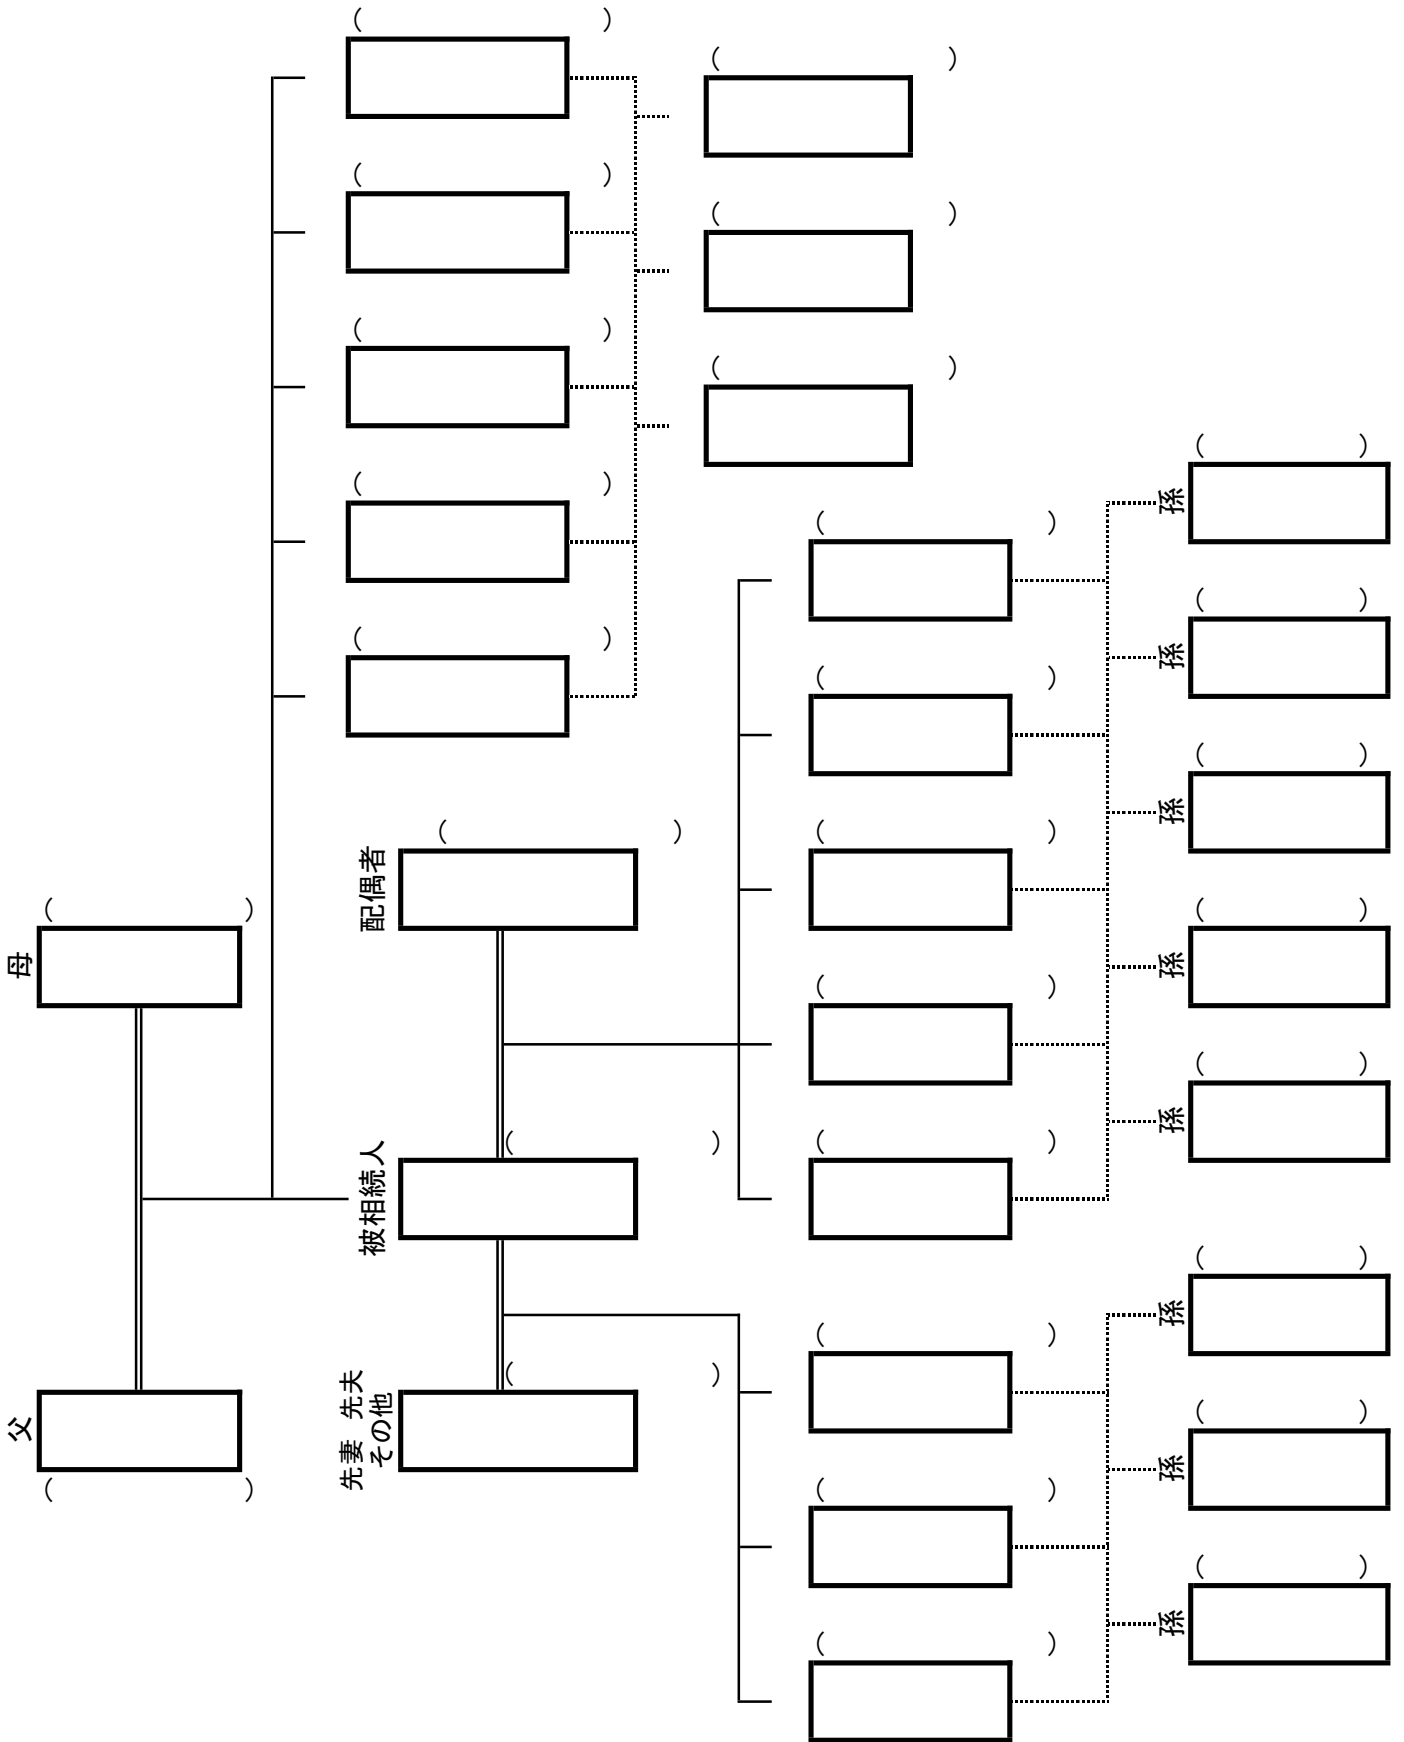 （　　　　　　　）
（　　　　　　　）
（　　　　　　　）
（　　　　　　　）
（　　　　　　　）
（　　　　　　　）
（　　　　　　　）
（　　　　　　　）
（　　　　　　　）
孫
（　　　　　　　）
（　　　　　　　）
孫
（　　　　　　　）
（　　　　　　　）
孫
（　　　　　　　）
（　　　　　　　）
配偶者
（　　　　　　　）
（　　　　　　　）
母
孫
（　　　　　　　）
（　　　　　　　）
孫
（　　　　　　　）
（　　　　　　　）
被相続人
（　　　　　　　）
孫
（　　　　　　　）
（　　　　　　　）
先妻　先夫
その他
父
（　　　　　　　）
（　　　　　　　）
孫
（　　　　　　　）
（　　　　　　　）
孫
（　　　　　　　）